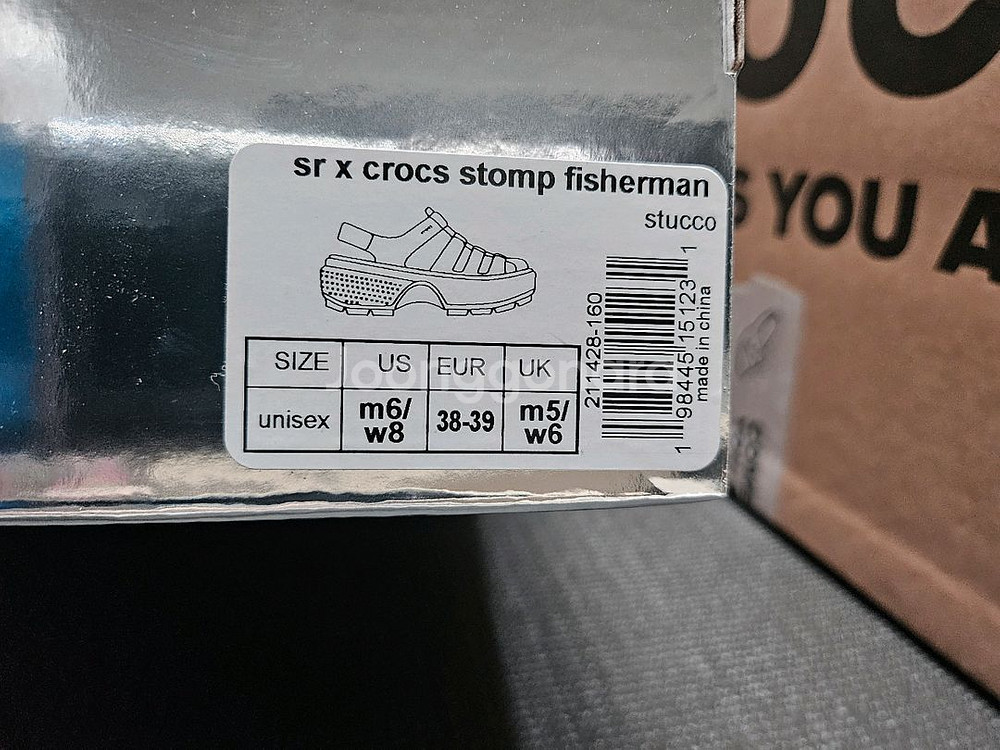 sr x crocs stomp fisherman
stucco
SIZE US EUR UK
unisex m6/w8 38-39 m5/w6
211428-160
1 98445 15123 1
made in china
YOU A